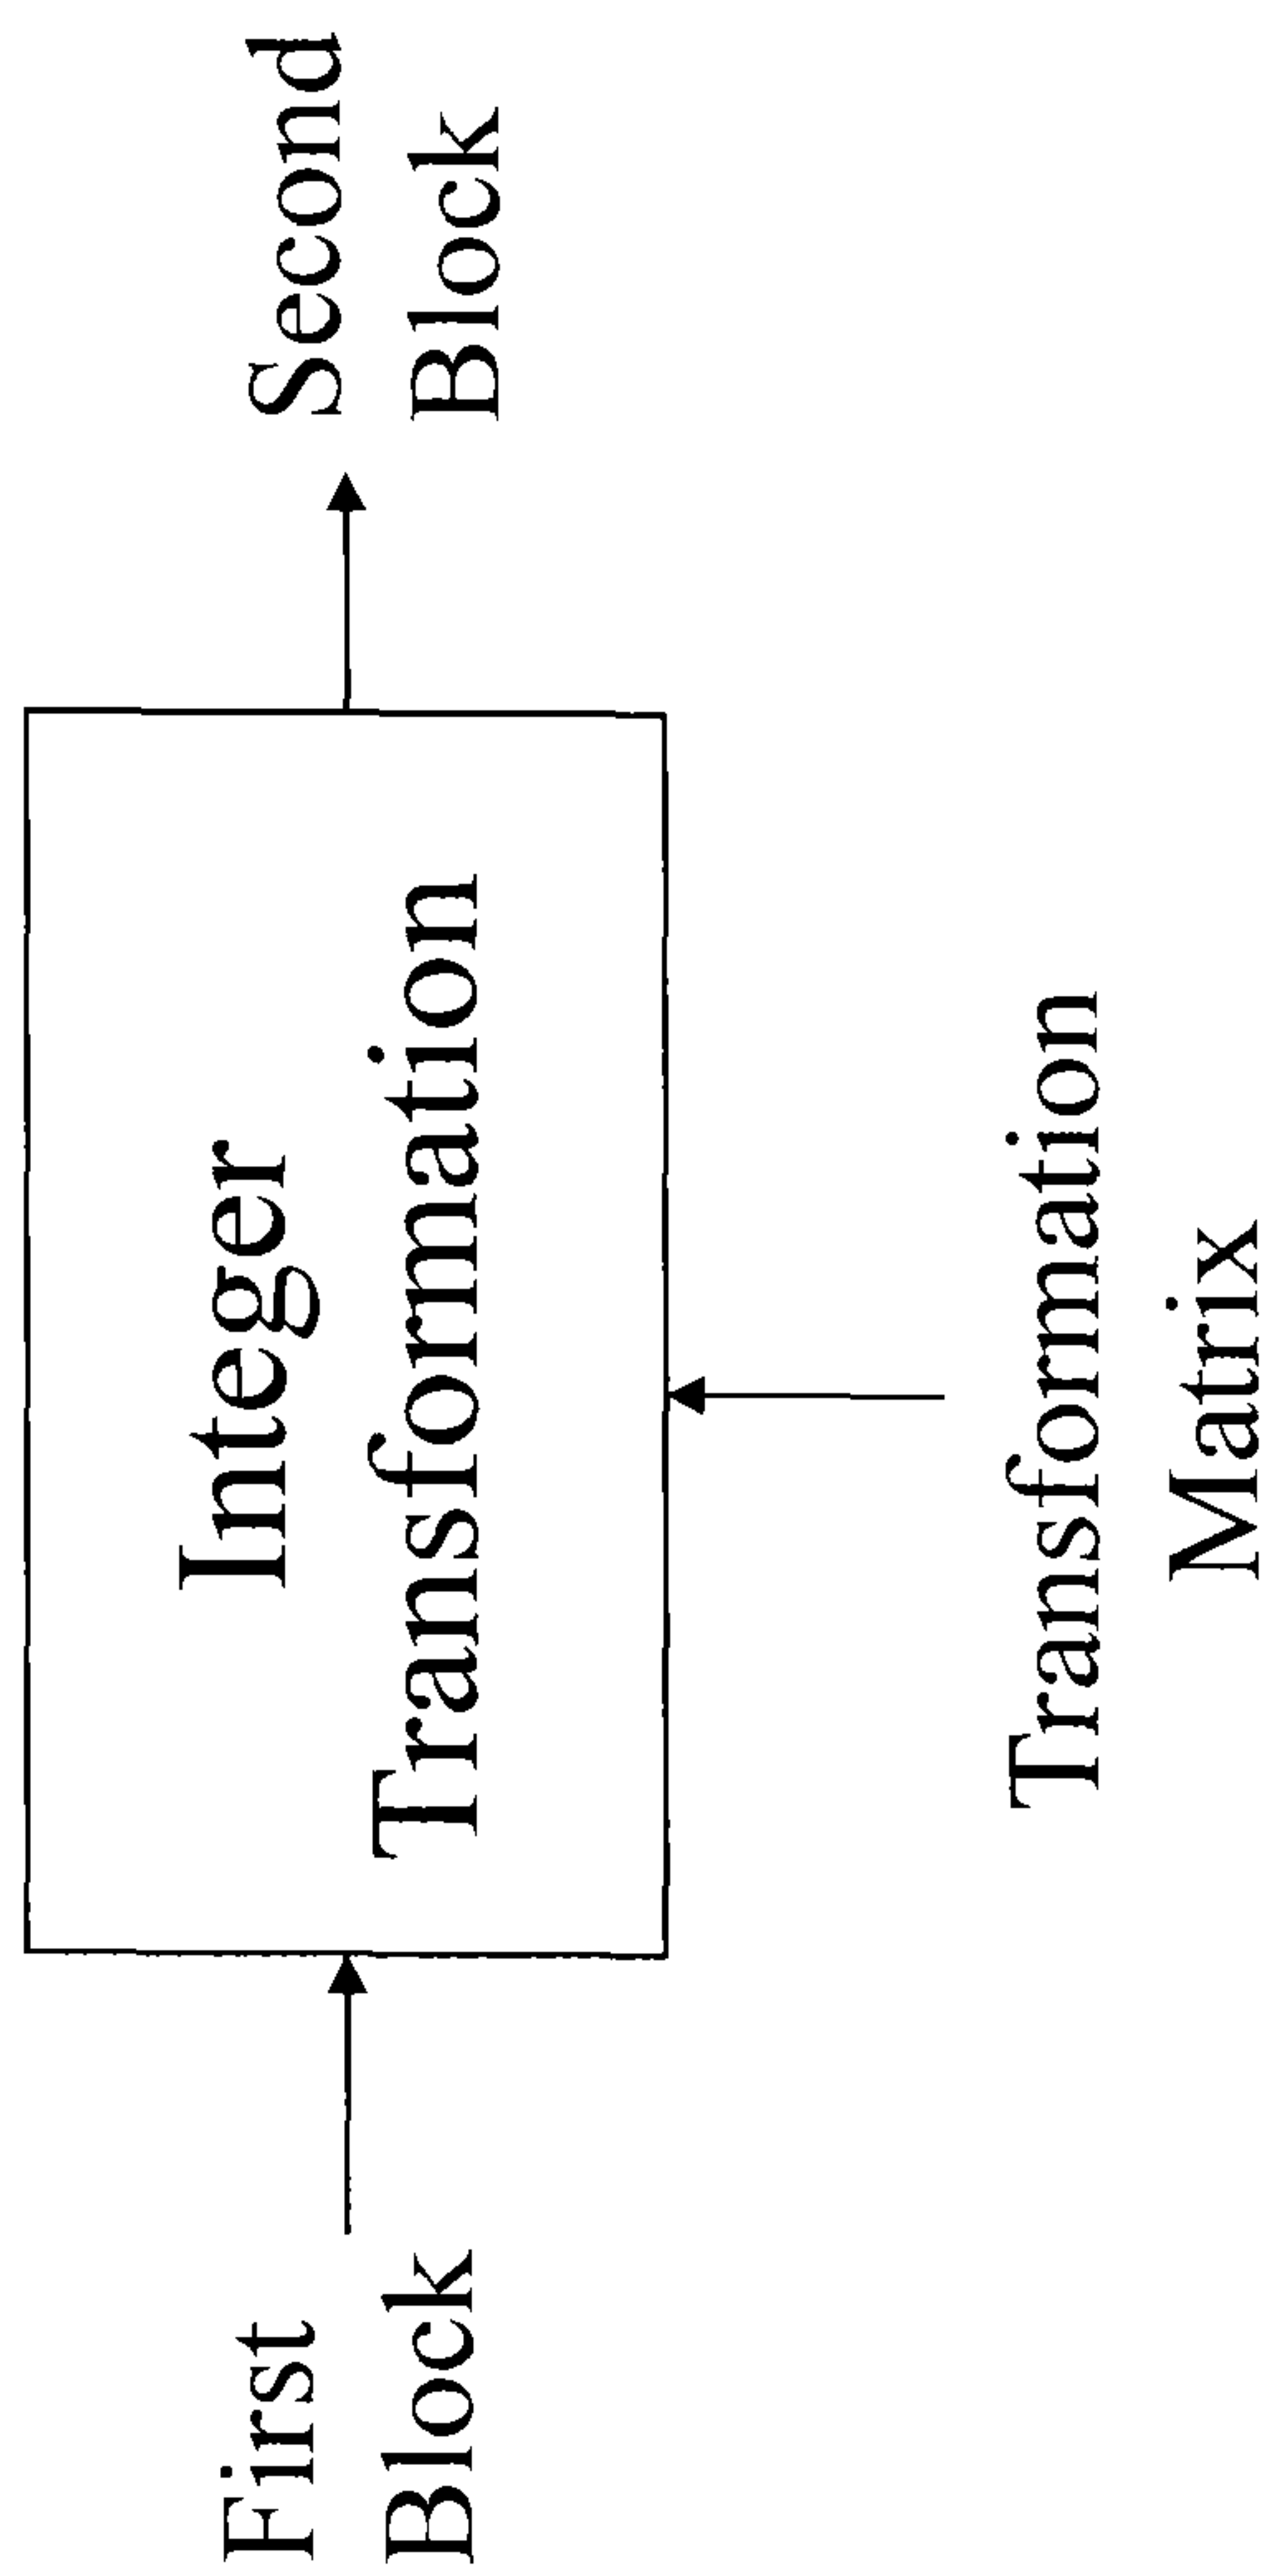 First
Block
Integer
Transformation
Second
Block
Transformation
Matrix